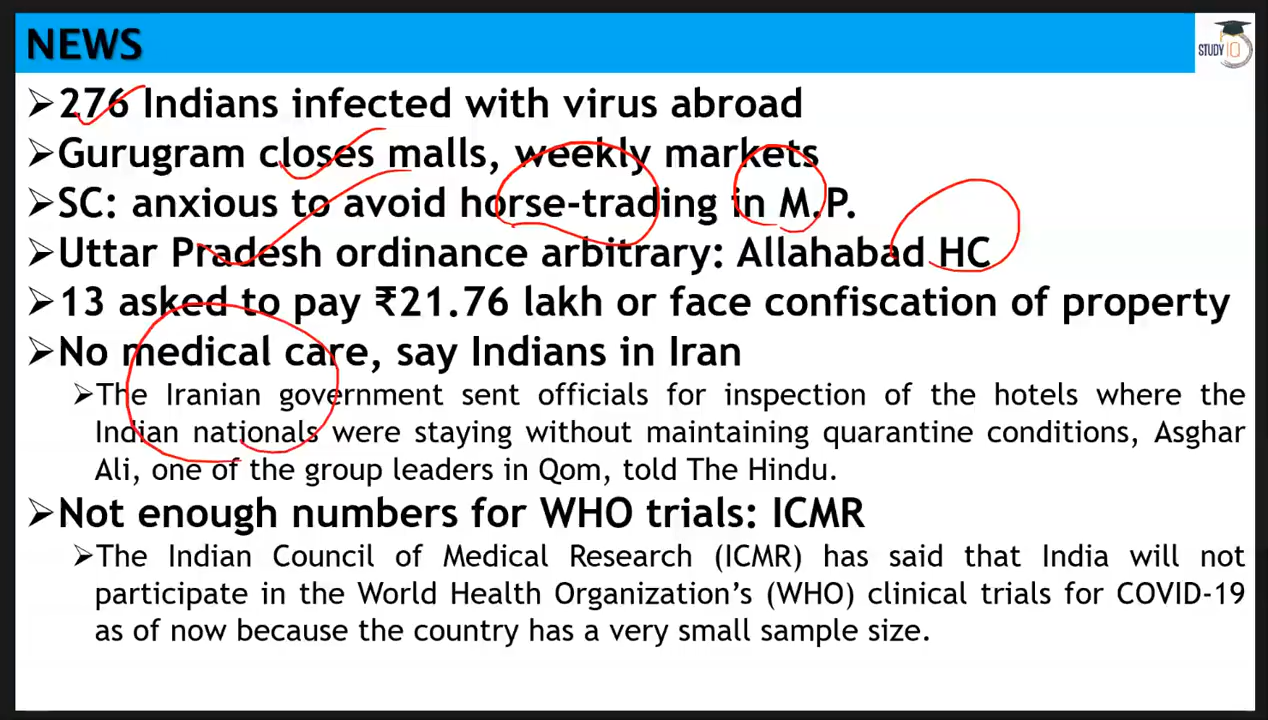 NEWS
STUDY IQ
➢276 Indians infected with virus abroad
➢Gurugram closes malls, weekly markets
➢SC: anxious to avoid horse-trading in M.P.
➢Uttar Pradesh ordinance arbitrary: Allahabad HC
➢13 asked to pay ₹21.76 lakh or face confiscation of property
➢No medical care, say Indians in Iran
➢The Iranian government sent officials for inspection of the hotels where the
Indian nationals were staying without maintaining quarantine conditions, Asghar
Ali, one of the group leaders in Qom, told The Hindu.
➢Not enough numbers for WHO trials: ICMR
➢The Indian Council of Medical Research (ICMR) has said that India will not
participate in the World Health Organization’s (WHO) clinical trials for COVID-19
as of now because the country has a very small sample size.